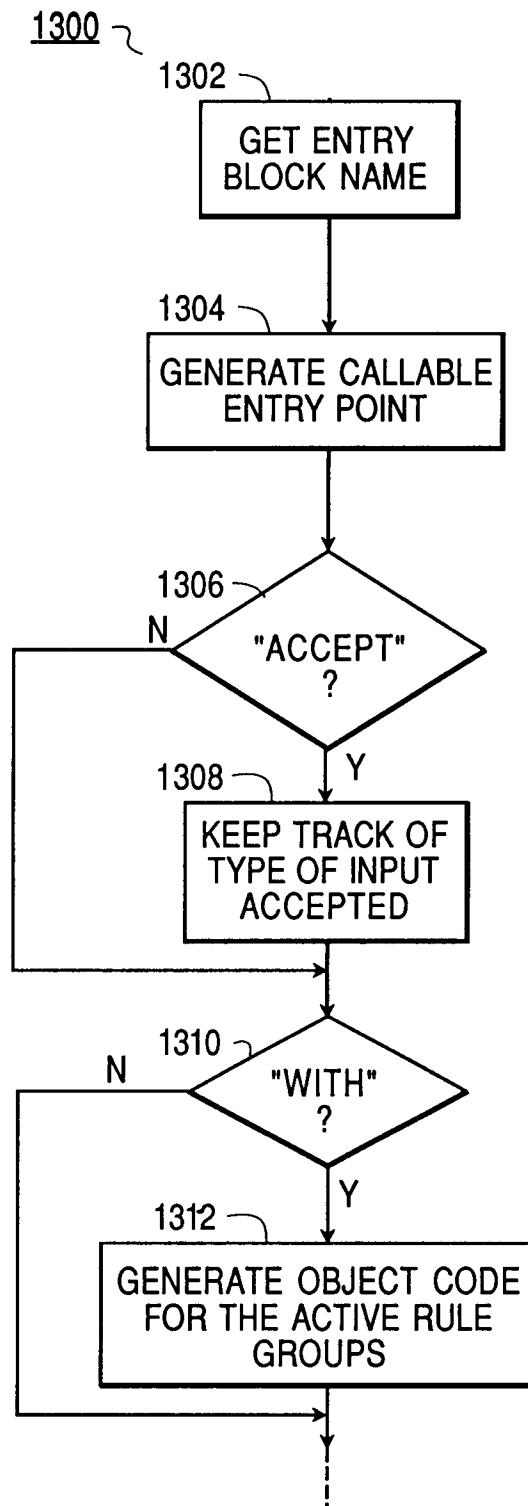 1300
1302
GET ENTRY
BLOCK NAME
1304
GENERATE CALLABLE
ENTRY POINT
1306
N
"ACCEPT"
?
Y
1308
KEEP TRACK OF
TYPE OF INPUT
ACCEPTED
1310
N
"WITH"
?
Y
1312
GENERATE OBJECT CODE
FOR THE ACTIVE RULE
GROUPS